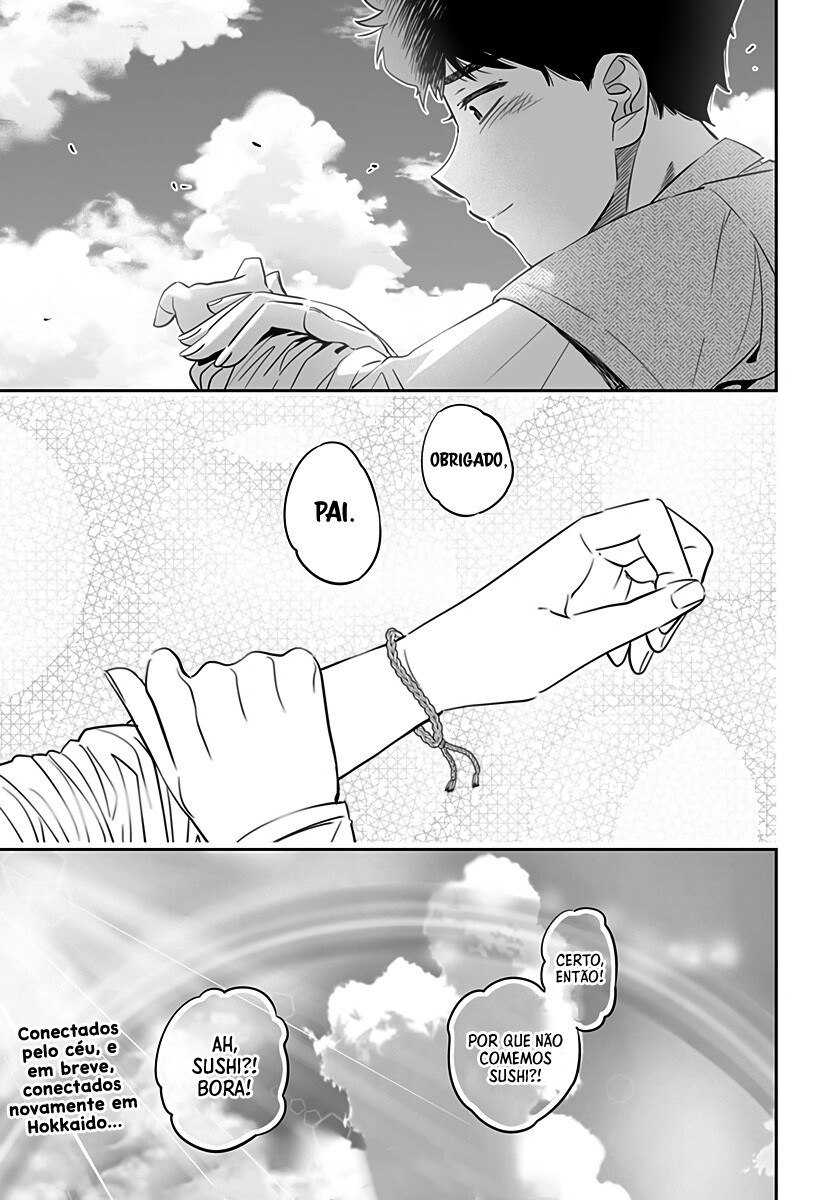 OBRIGADO,
PAI.
CERTO,
ENTÃO!
POR QUE NÃO
COMEMOS
SUSHI?!
AH,
SUSHI?!
BORA!
Conectados
pelo céu, e
em breve,
conectados
novamente em
Hokkaido...